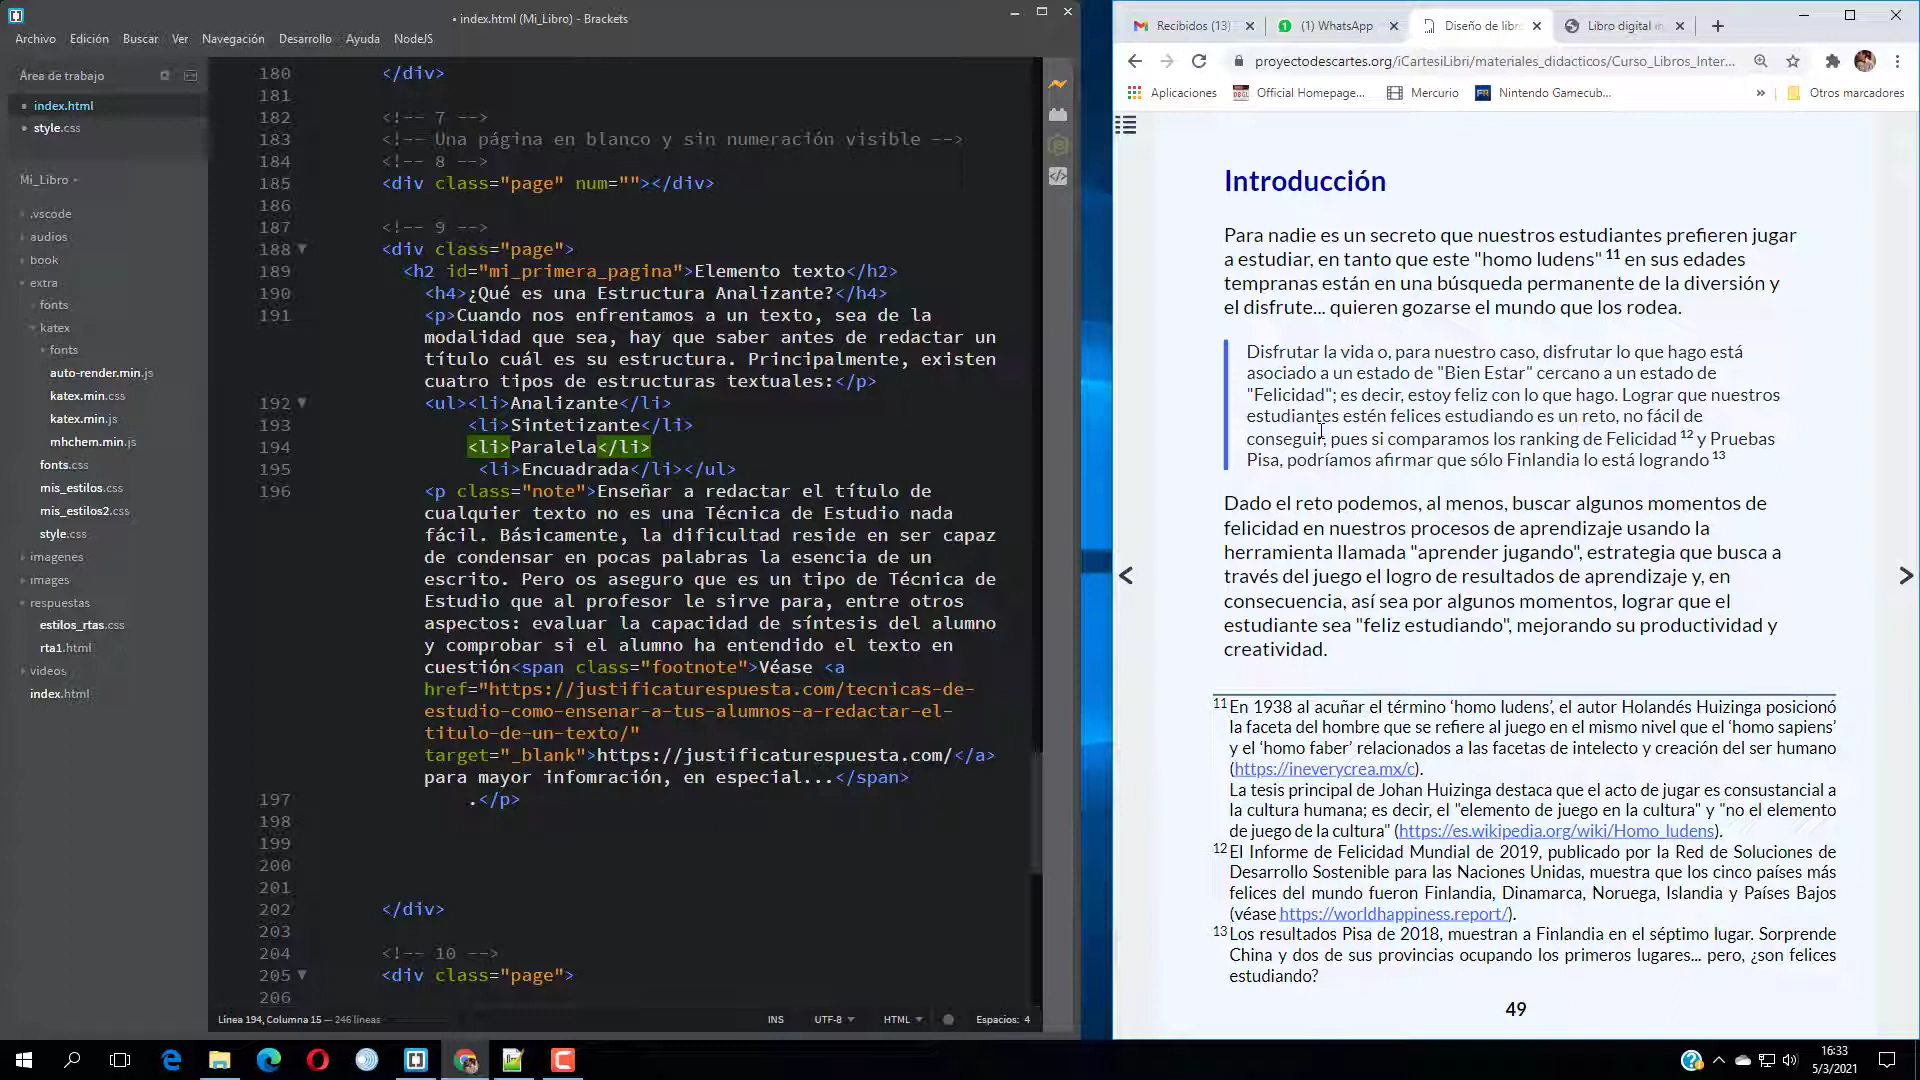 • index.html (Mi_Libro) - Brackets
Archivo Edición Buscar Ver Navegación Desarrollo Ayuda NodeJS
Área de trabajo
index.html
style.css
Mi_Libro
.vscode
audios
book
extra
fonts
katex
fonts
auto-render.min.js
katex.min.css
katex.min.js
mhchem.min.js
fonts.css
mis_estilos.css
mis_estilos2.css
style.css
imagenes
images
respuestas
estilos_rtas.css
rta1.html
videos
index.html
180 </div>
181
182 <!-- 7 -->
183 <!-- Una página en blanco y sin numeración visible -->
184 <!-- 8 -->
185 <div class="page" num=""></div>
186
187 <!-- 9 -->
188 <div class="page">
189 <h2 id="mi_primera_pagina">Elemento texto</h2>
190 <h4>¿Qué es una Estructura Analizante?</h4>
191 <p>Cuando nos enfrentamos a un texto, sea de la
modalidad que sea, hay que saber antes de redactar un
título cuál es su estructura. Principalmente, existen
cuatro tipos de estructuras textuales:</p>
192 <ul><li>Analizante</li>
193 <li>Sintetizante</li>
194 <li>Paralela</li>
195 <li>Encuadrada</li></ul>
196 <p class="note">Enseñar a redactar el título de
cualquier texto no es una Técnica de Estudio nada
fácil. Básicamente, la dificultad reside en ser capaz
de condensar en pocas palabras la esencia de un
escrito. Pero os aseguro que es un tipo de Técnica de
Estudio que al profesor le sirve para, entre otros
aspectos: evaluar la capacidad de síntesis del alumno
y comprobar si el alumno ha entendido el texto en
cuestión<span class="footnote">Véase <a
href="https://justificaturespuesta.com/tecnicas-de-
estudio-como-ensenar-a-tus-alumnos-a-redactar-el-
titulo-de-un-texto/"
target="_blank">https://justificaturespuesta.com/</a>
para mayor infomración, en especial...</span>
197 .</p>
198
199
200
201
202 </div>
203
204 <!-- 10 -->
205 <div class="page">
206
Línea 194, Columna 15 — 246 líneas INS UTF-8 HTML Espacios: 4
Recibidos (13) (1) WhatsApp Diseño de libro Libro digital in
proyectodescartes.org/iCartesiLibri/materiales_didacticos/Curso_Libros_Inter...
Aplicaciones Official Homepage... Mercurio Nintendo Gamecub... » Otros marcadores
Introducción
Para nadie es un secreto que nuestros estudiantes prefieren jugar
a estudiar, en tanto que este "homo ludens" 11 en sus edades
tempranas están en una búsqueda permanente de la diversión y
el disfrute... quieren gozarse el mundo que los rodea.
Disfrutar la vida o, para nuestro caso, disfrutar lo que hago está
asociado a un estado de "Bien Estar" cercano a un estado de
"Felicidad"; es decir, estoy feliz con lo que hago. Lograr que nuestros
estudiantes estén felices estudiando es un reto, no fácil de
conseguir, pues si comparamos los ranking de Felicidad 12 y Pruebas
Pisa, podríamos afirmar que sólo Finlandia lo está logrando 13
Dado el reto podemos, al menos, buscar algunos momentos de
felicidad en nuestros procesos de aprendizaje usando la
herramienta llamada "aprender jugando", estrategia que busca a
través del juego el logro de resultados de aprendizaje y, en
consecuencia, así sea por algunos momentos, lograr que el
estudiante sea "feliz estudiando", mejorando su productividad y
creatividad.
11 En 1938 al acuñar el término ‘homo ludens’, el autor Holandés Huizinga posicionó
la faceta del hombre que se refiere al juego en el mismo nivel que el ‘homo sapiens’
y el ‘homo faber’ relacionados a las facetas de intelecto y creación del ser humano
(https://ineverycrea.mx/c).
La tesis principal de Johan Huizinga destaca que el acto de jugar es consustancial a
la cultura humana; es decir, el "elemento de juego en la cultura" y "no el elemento
de juego de la cultura" (https://es.wikipedia.org/wiki/Homo_ludens).
12 El Informe de Felicidad Mundial de 2019, publicado por la Red de Soluciones de
Desarrollo Sostenible para las Naciones Unidas, muestra que los cinco países más
felices del mundo fueron Finlandia, Dinamarca, Noruega, Islandia y Países Bajos
(véase https://worldhappiness.report/).
13 Los resultados Pisa de 2018, muestran a Finlandia en el séptimo lugar. Sorprende
China y dos de sus provincias ocupando los primeros lugares... pero, ¿son felices
estudiando?
49
16:33
5/3/2021